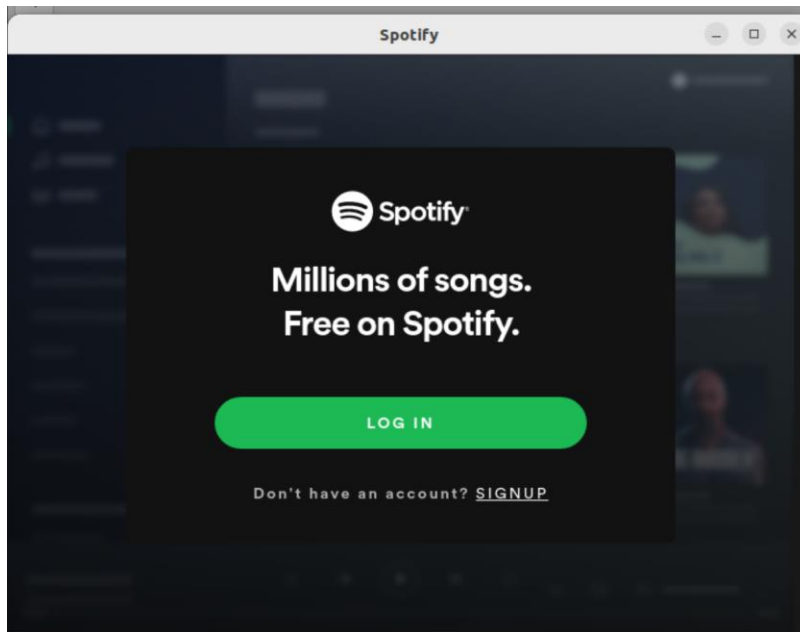 Spotify
Spotify
Millions of songs.
Free on Spotify.
LOG IN
Don't have an account? SIGNUP